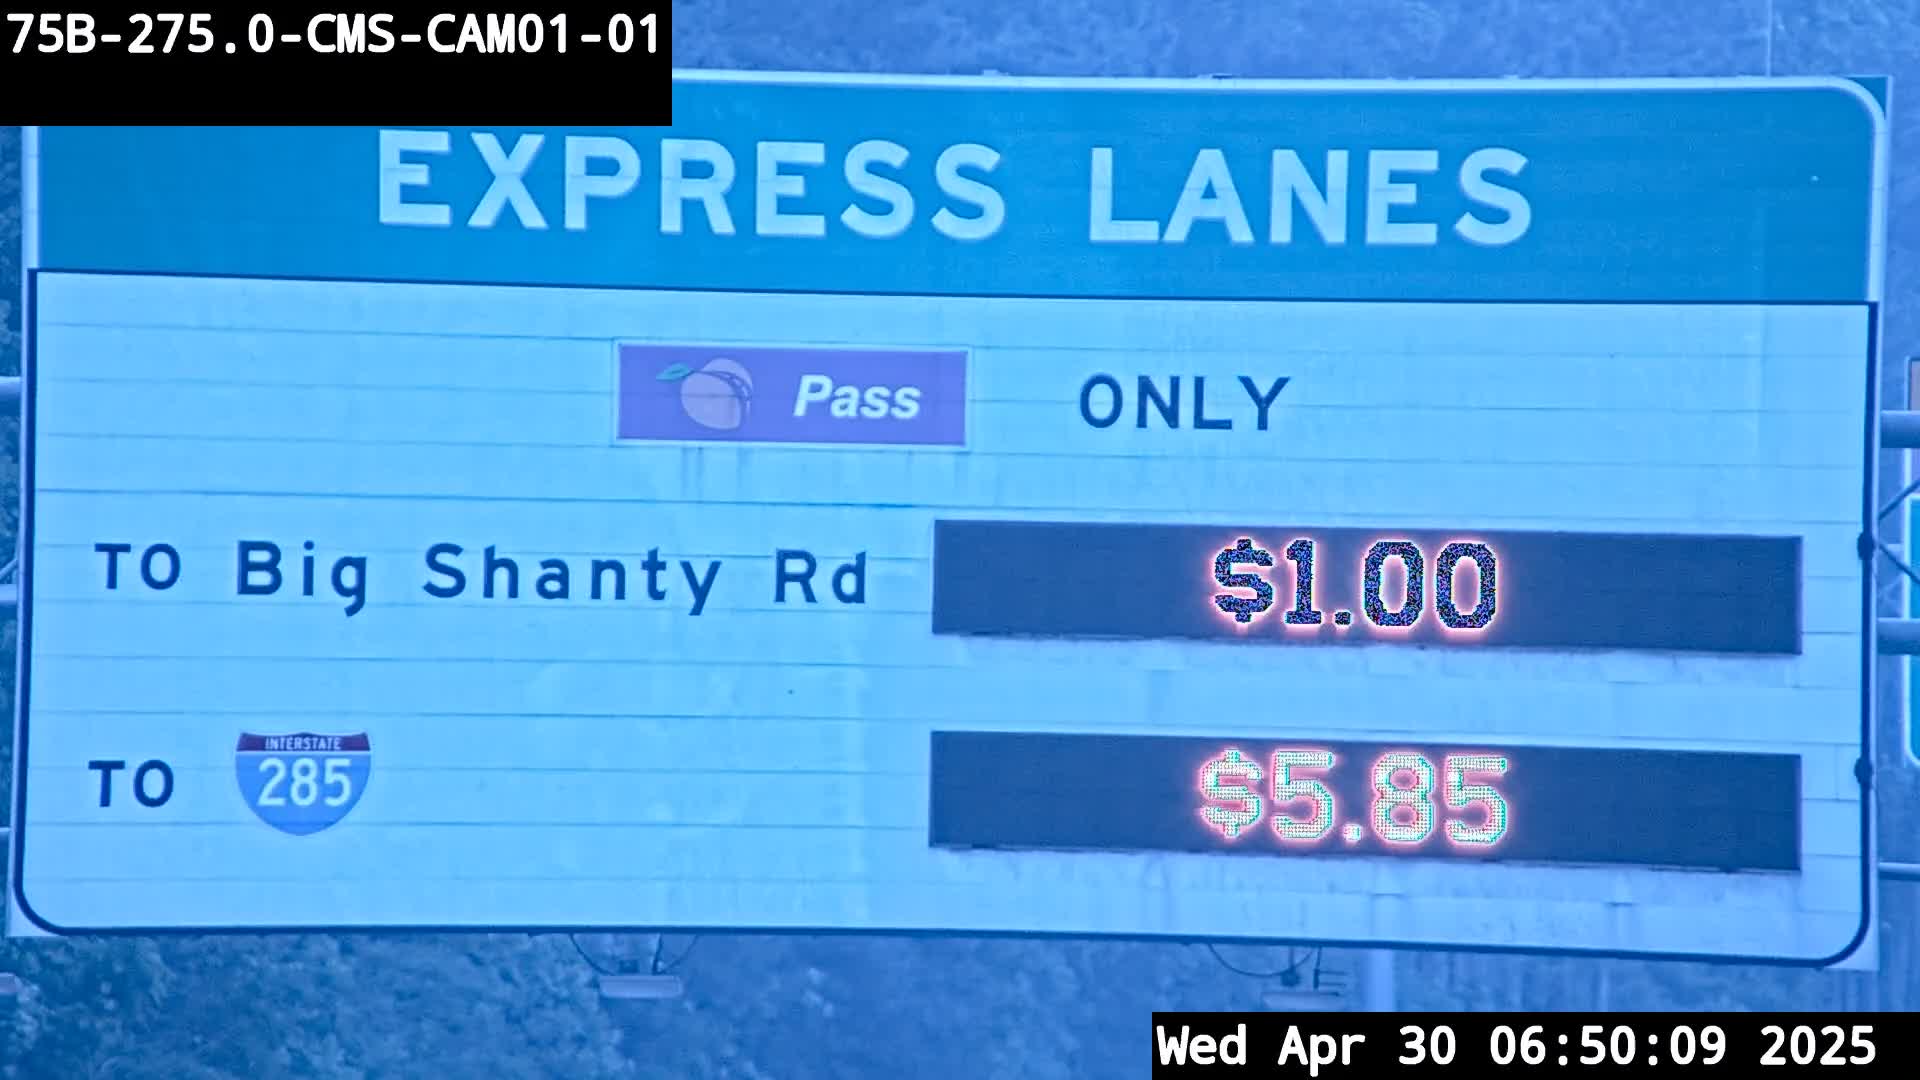 75B-275.0-CMS-CAM01-01
EXPRESS LANES
Pass ONLY
TO Big Shanty Rd $1.00
TO INTERSTATE 285 $5.85
Wed Apr 30 06:50:09 2025